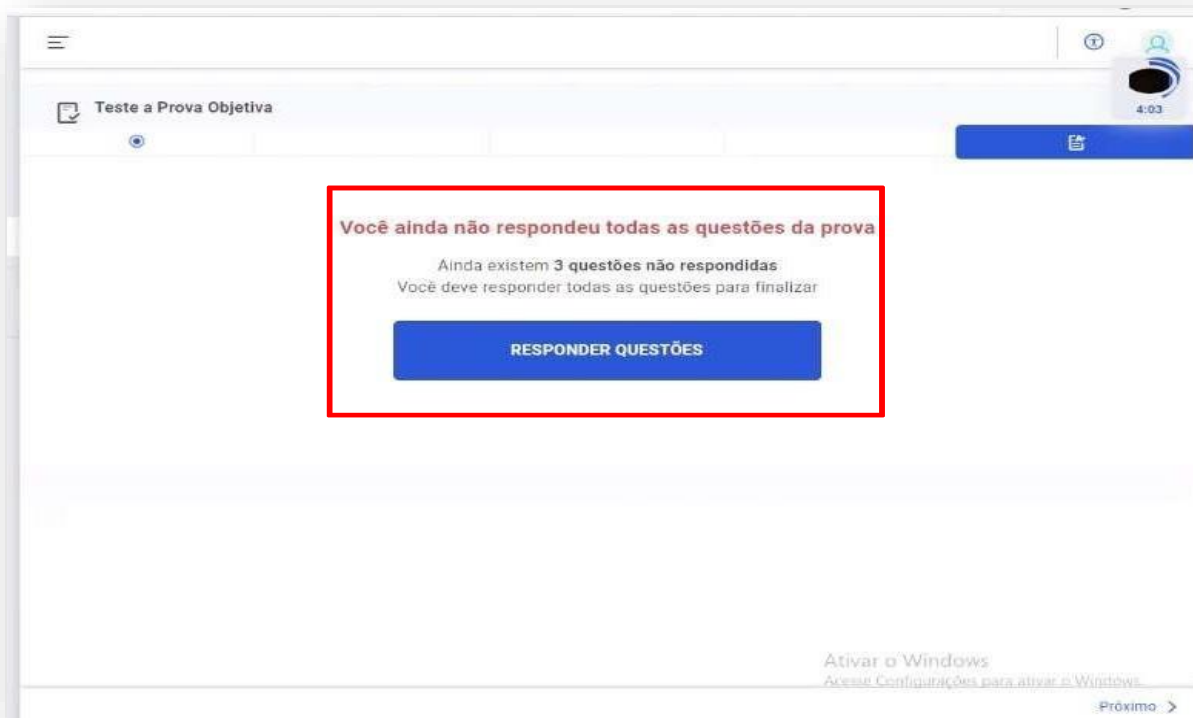 4:03
Teste a Prova Objetiva
Você ainda não respondeu todas as questões da prova
Ainda existem 3 questões não respondidas
Você deve responder todas as questões para finalizar
RESPONDER QUESTÕES
Ativar o Windows
Acesse Configurações para ativar o Windows.
Próximo >